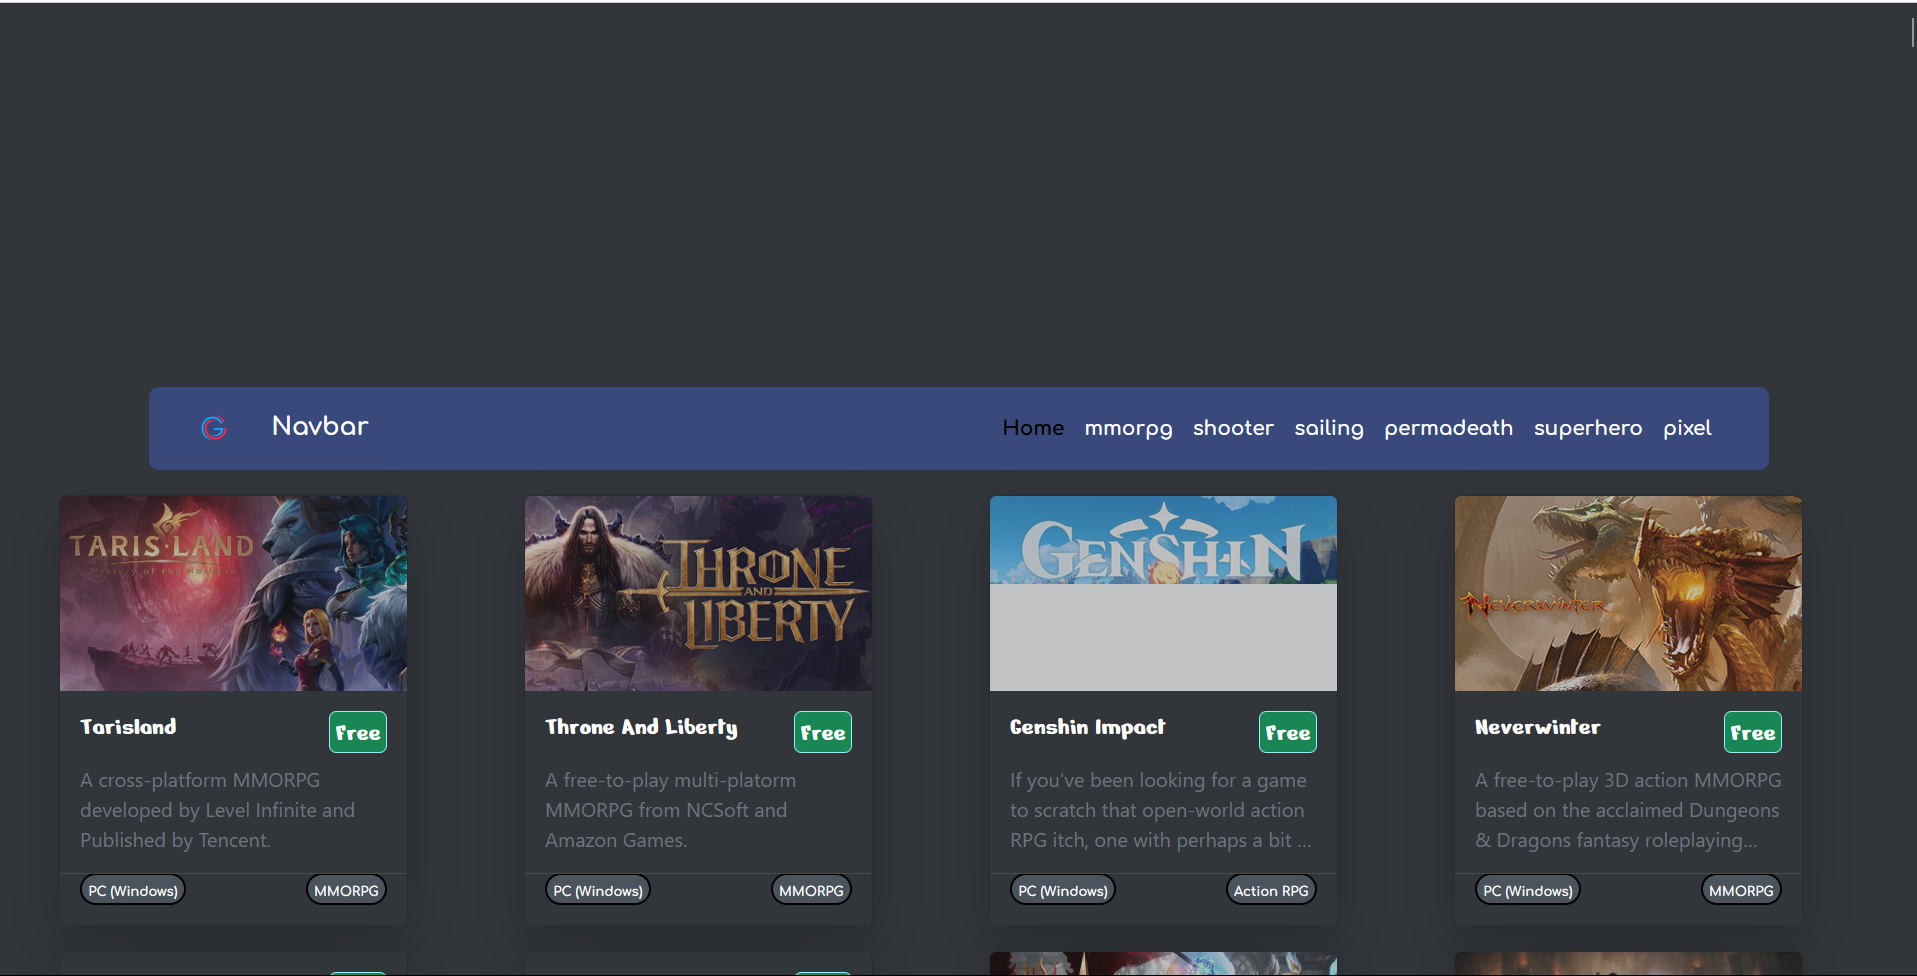 Navbar
Home mmorpg shooter sailing permadeath superhero pixel
TARISLAND
Mystery of the
THRONE
AND
LIBERTY
GENSHIN
NEVERWINTER
Tarisland
Free
A cross-platform MMORPG
developed by Level Infinite and
Published by Tencent.
PC (Windows)
MMORPG
Throne And Liberty
Free
A free-to-play multi-platorm
MMORPG from NCSoft and
Amazon Games.
PC (Windows)
MMORPG
Genshin Impact
Free
If you’ve been looking for a game
to scratch that open-world action
RPG itch, one with perhaps a bit ...
PC (Windows)
Action RPG
Neverwinter
Free
A free-to-play 3D action MMORPG
based on the acclaimed Dungeons
& Dragons fantasy roleplaying...
PC (Windows)
MMORPG